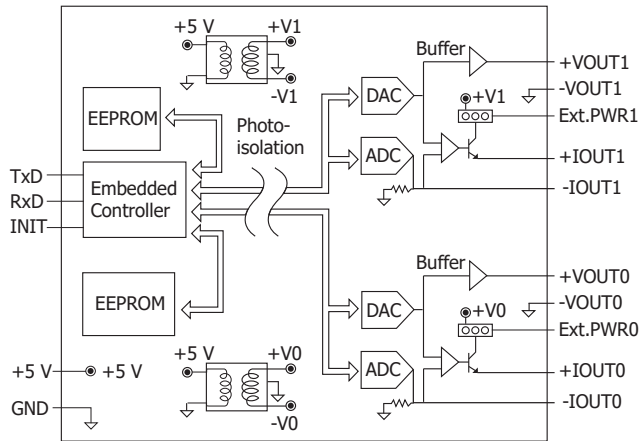 +5 V
+V1
-V1
Buffer
+VOUT1
-VOUT1
DAC
+V1
Ext.PWR1
EEPROM
Photo-
isolation
ADC
+IOUT1
-IOUT1
TxD
RxD
INIT
Embedded
Controller
Buffer
+VOUT0
-VOUT0
EEPROM
DAC
+V0
Ext.PWR0
+5 V
+5 V
+5 V
+V0
-V0
ADC
+IOUT0
-IOUT0
GND